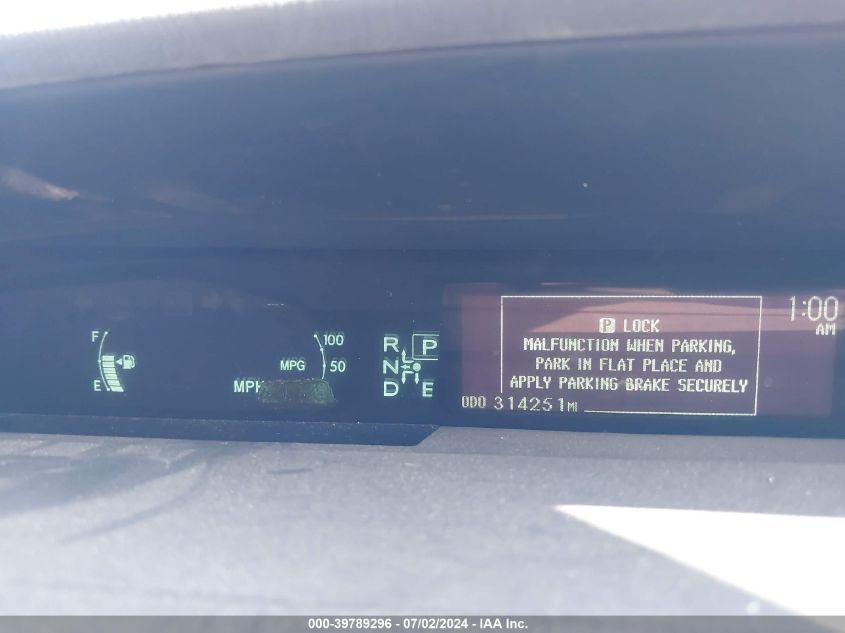 1:00
AM
P LOCK
MALFUNCTION WHEN PARKING,
PARK IN FLAT PLACE AND
APPLY PARKING BRAKE SECURELY
ODO 314251 MI
F
E
100
MPG 50
MPH
R P
N
D E
000-39789296 - 07/02/2024 - IAA Inc.